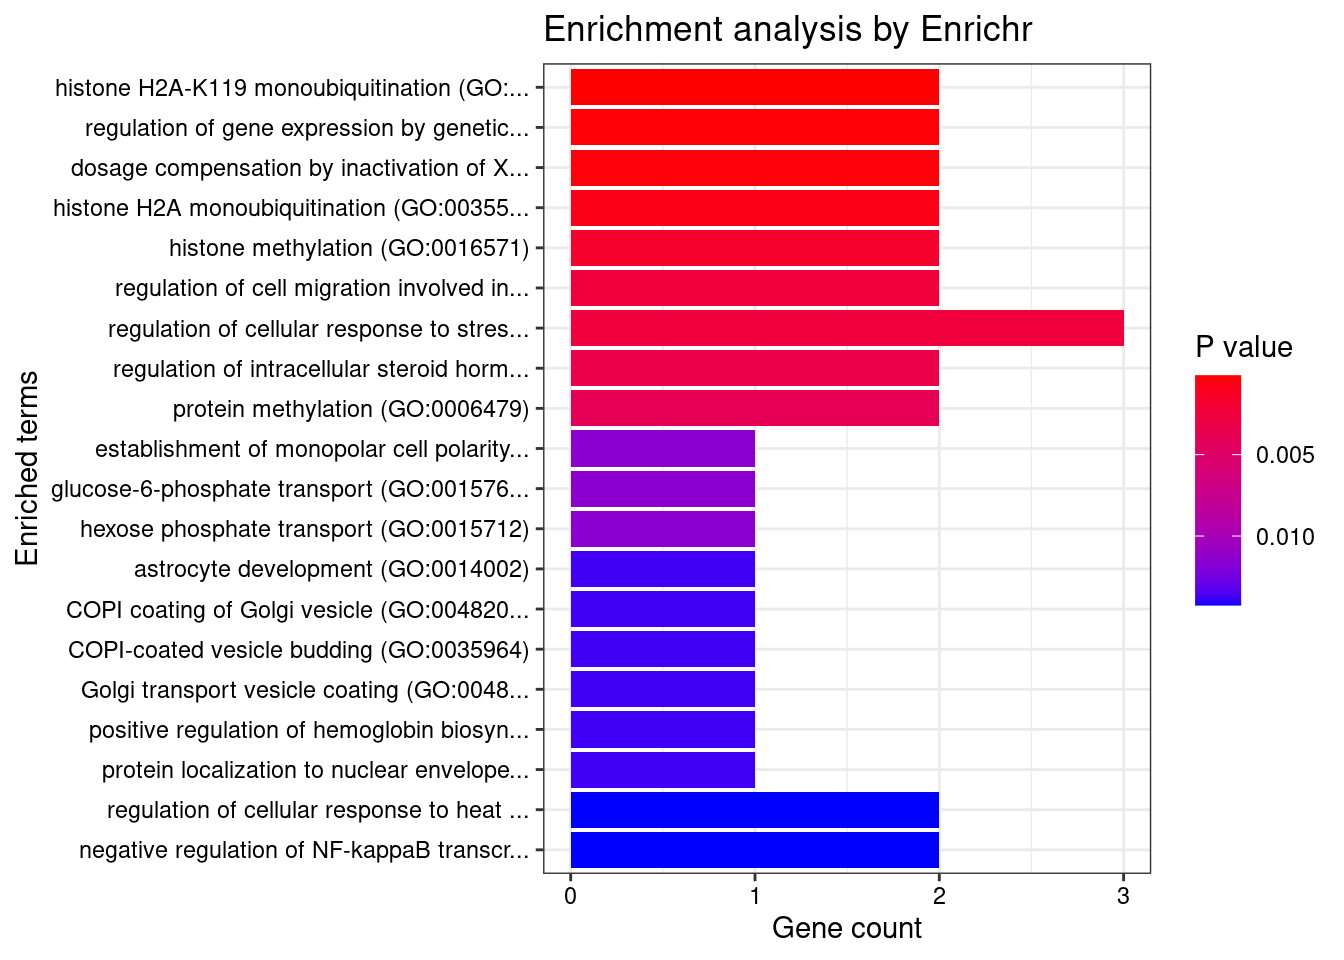 Enrichment analysis by Enrichr
histone H2A-K119 monoubiquitination (GO:...
regulation of gene expression by genetic...
dosage compensation by inactivation of X...
histone H2A monoubiquitination (GO:00355...
histone methylation (GO:0016571)
regulation of cell migration involved in...
regulation of cellular response to stres...
regulation of intracellular steroid horm...
protein methylation (GO:0006479)
establishment of monopolar cell polarity...
glucose-6-phosphate transport (GO:001576...
hexose phosphate transport (GO:0015712)
astrocyte development (GO:0014002)
COPI coating of Golgi vesicle (GO:004820...
COPI-coated vesicle budding (GO:0035964)
Golgi transport vesicle coating (GO:0048...
positive regulation of hemoglobin biosyn...
protein localization to nuclear envelope...
regulation of cellular response to heat ...
negative regulation of NF-kappaB transcr...
Enriched terms
0 1 2 3
Gene count
P value
0.005
0.010